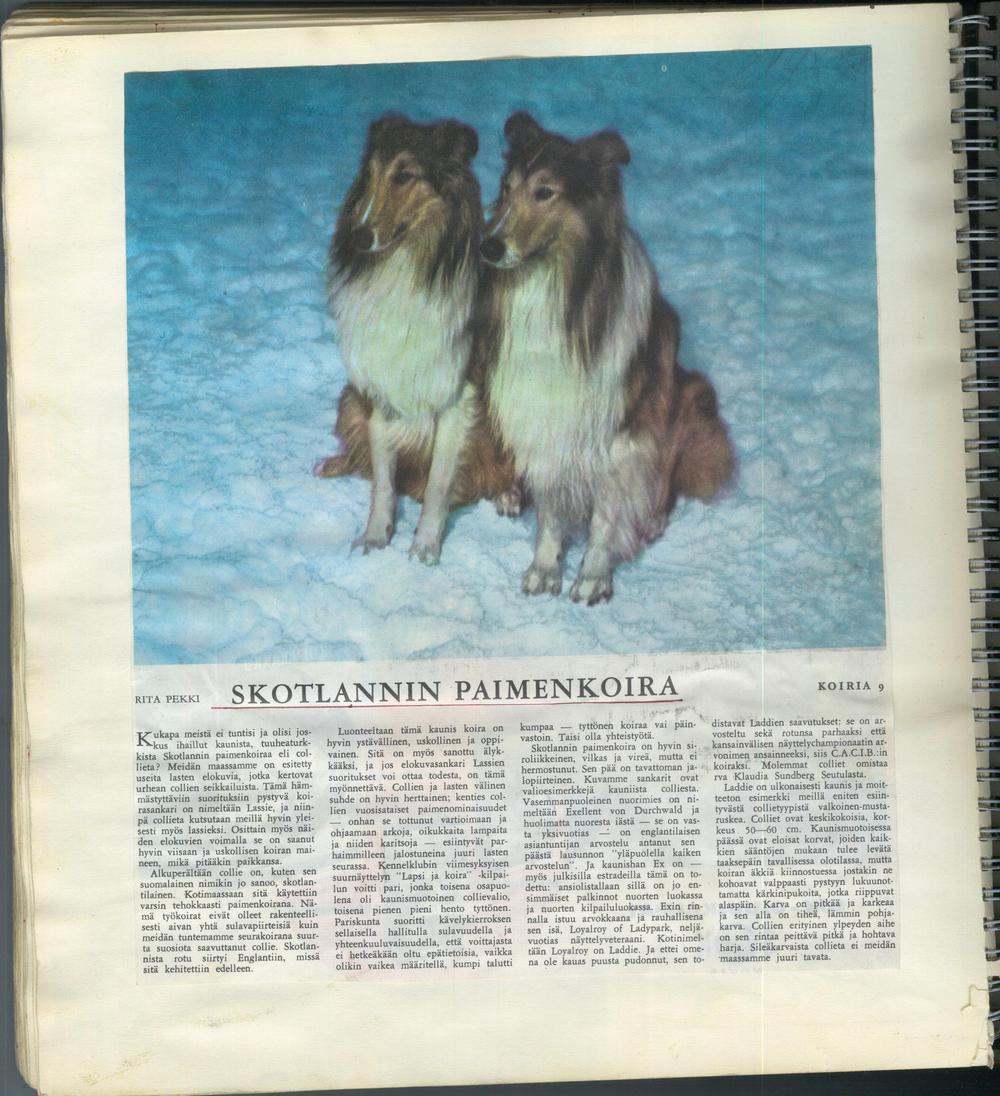 RITA PEKKI
SKOTLANNIN PAIMENKOIRA
KOIRIA 9
Kukapa meistä ei tuntisi ja olisi jos-
kus ihaillut kaunista, tuuheaturk-
kista Skotlannin paimenkoiraa eli col-
lieta? Meidän maassamme on esitetty
useita lasten elokuvia, jotka kertovat
urhean collien seikkailuista. Tämä häm-
mästyttäviin suorituksiin pystyvä koi-
rasankari on nimeltään Lassie, ja niin-
pä collieta kutsutaan meillä hyvin ylei-
sesti myös lassieksi. Osittain myös näi-
den elokuvien voimalla se on saanut
hyvin viisaan ja uskollisen koiran mai-
neen, mikä pitääkin paikkansa.
Alkuperältään collie on, kuten sen
suomalainen nimikin jo sanoo, skotlan-
tilainen. Kotimaassaan sitä käytettiin
varsin tehokkaasti paimenkoirana. Nä-
mä työkoirat eivät olleet rakenteelli-
sesti aivan yhtä sulavapiirteisiä kuin
meidän tuntemamme seurakoirana suur-
ta suosiota saavuttanut collie. Skotlan-
nista rotu siirtyi Englantiin, missä
sitä kehitettiin edelleen.
Luonteeltaan tämä kaunis koira on
hyvin ystävällinen, uskollinen ja oppi-
vainen. Sitä on myös sanottu älyk-
kääksi, ja jos elokuvasankari Lassien
suoritukset voi ottaa todesta, on tämä
myönnettävä. Collien ja lasten välinen
suhde on hyvin herttainen; kenties col-
lien vuosisataiset paimenominaisuudet
— onhan se tottunut vartioimaan ja
ohjaamaan arkoja, oikukkaita lampaita
ja niiden karitsoja — esiintyvät par-
haimmilleen jalostuneina juuri lasten
seurassa. Kennelklubin viimesyksyisen
suurnäyttelyn "Lapsi ja koira" -kilpai-
lun voitti pari, jonka toisena osapuo-
lena oli kaunismuotoinen collievalio,
toisena pienen pieni hento tyttönen.
Pariskunta suoritti kävelykierroksen
sellaisella hallitulla sulavuudella ja
yhteenkuuluvaisuudella, että voittajasta
ei hetkeäkään oltu epätietoisia, vaikka
olikin vaikea määritellä, kumpi talutti
kumpaa — tyttönen koiraa vai päin-
vastoin. Taisi olla yhteistyötä.
Skotlannin paimenkoira on hyvin si-
roliikkeinen, vilkas ja vireä, mutta ei
hermostunut. Sen pää on tavattoman ja-
lopiirteinen. Kuvamme sankarit ovat
valioesimerkkejä kauniista colliesta.
Vasemmanpuoleinen nuorimies on ni-
meltään Exellent von Durchwald ja
huolimatta nuoresta iästä — se on vas-
ta yksivuotias — on englantilaisen
asiantuntijan arvostelu antanut sen
päästä lausunnon "yläpuolella kaiken
arvostelun". Ja kaunishan Ex on —
myös julkisilla estradeilla tämä on to-
dettu: ansiolistallaan sillä on jo en-
simmäiset palkinnot nuorten luokassa
ja nuorten kilpailuluokassa. Exin rin-
nalla istuu arvokkaana ja rauhallisena
sen isä, Loyalroy of Ladypark, neljä-
vuotias näyttelyveteraani. Kotinimel-
tään Loyalroy on Laddie. Ja ettei ome-
na ole kauas puusta pudonnut, sen to-
distavat Laddien saavutukset: se on ar-
vosteltu sekä rotunsa parhaaksi että
kansainvälisen näyttelychampionaatin ar-
vonimen ansainneeksi, siis C.A.C.I.B.:in
koiraksi. Molemmat colliet omistaa
rva Klaudia Sundberg Seutulasta.
Laddie on ulkonaisesti kaunis ja moit-
teeton esimerkki meillä eniten esiin-
tyvästä collietyypistä valkoinen-musta-
ruskea. Colliet ovat keskikokoisia, kor-
keus 50—60 cm. Kaunismuotoisessa
päässä ovat eloisat korvat, joiden kaik-
kien sääntöjen mukaan tulee levätä
taaksepäin tavallisessa olotilassa, mutta
koiran äkkiä kiinnostuessa jostakin ne
kohoavat valppaasti pystyyn lukuunot-
tamatta kärkinipukoita, jotka riippuvat
alaspäin. Karva on pitkää ja karkeaa
ja sen alla on tiheä, lämmin pohja-
karva. Collien erityinen ylpeyden aihe
on sen rintaa peittävä pitkä ja hohtava
harja. Sileäkarvaista collieta ei meidän
maassamme juuri tavata.